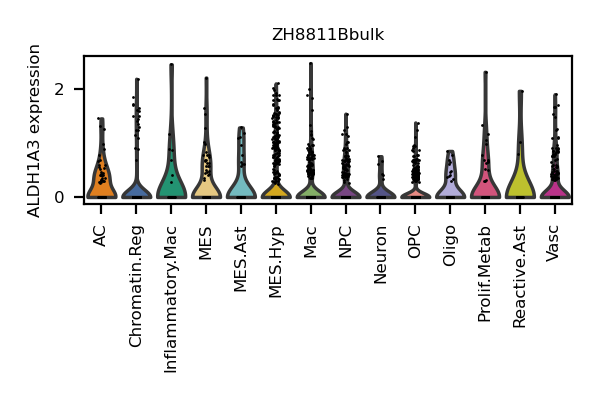 ZH8811Bbulk
ALDH1A3 expression
2
0
AC
Chromatin.Reg
Inflammatory.Mac
MES
MES.Ast
MES.Hyp
Mac
NPC
Neuron
OPC
Oligo
Prolif.Metab
Reactive.Ast
Vasc